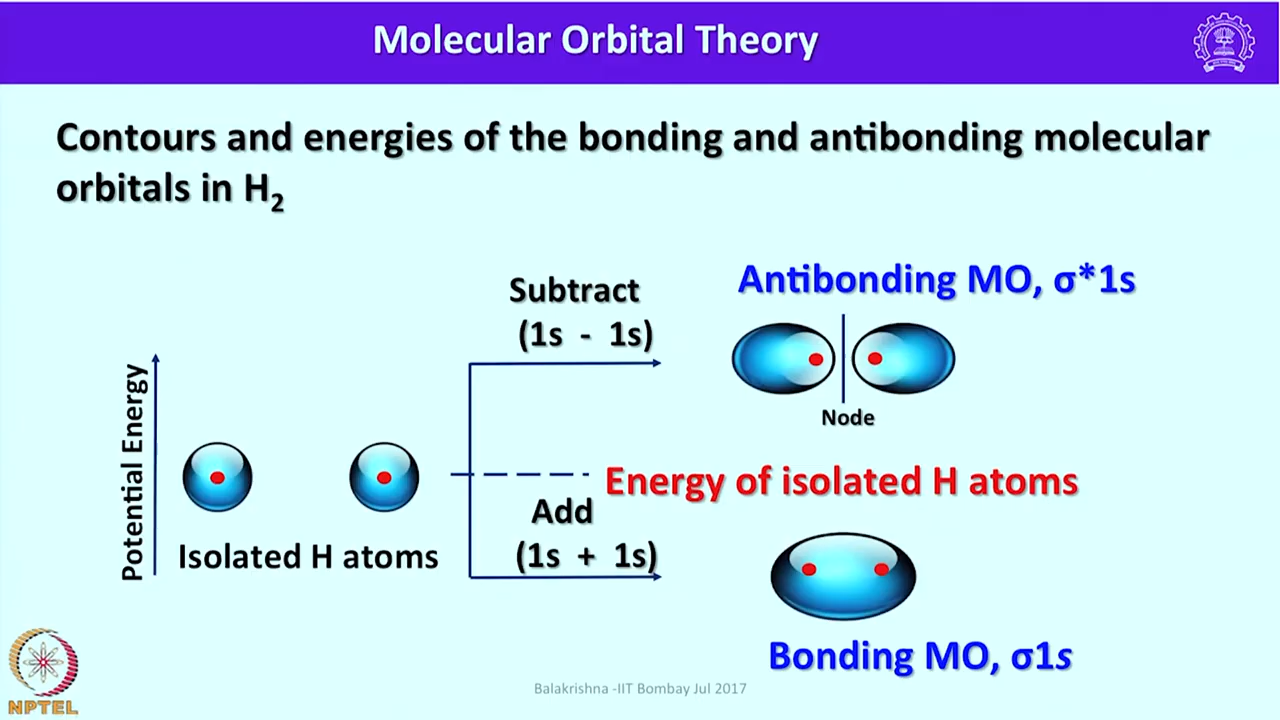 Molecular Orbital Theory
Contours and energies of the bonding and antibonding molecular
orbitals in H₂
Subtract
(1s - 1s)
Antibonding MO, σ*1s
Node
Potential Energy
Energy of isolated H atoms
Add
(1s + 1s)
Isolated H atoms
Bonding MO, σ1s
Balakrishna -IIT Bombay Jul 2017
NPTEL